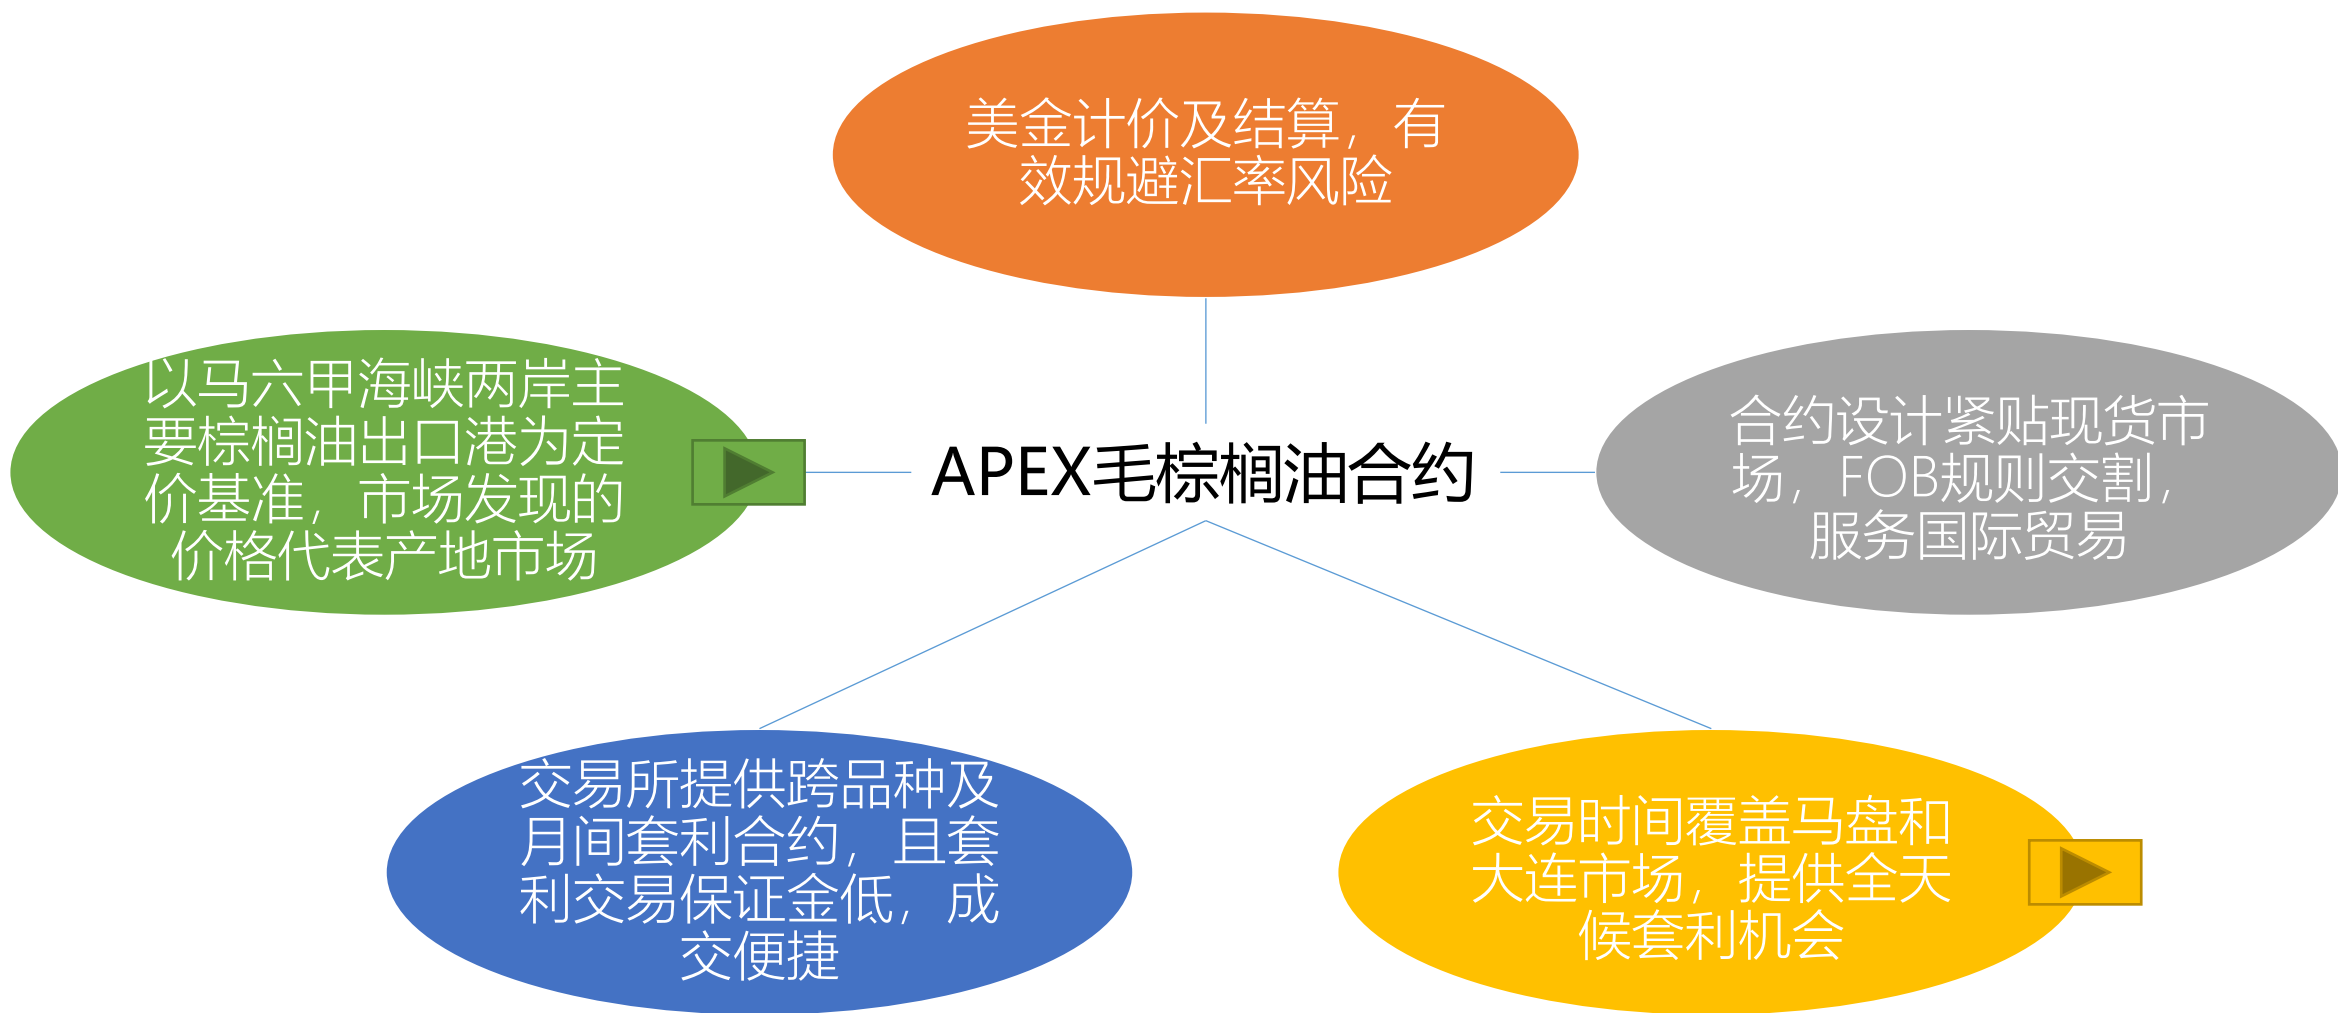 美金计价及结算，有
效规避汇率风险
以马六甲海峡两岸主
要棕榈油出口港为定
价基准，市场发现的
价格代表产地市场
APEX毛棕榈油合约
合约设计紧贴现货市
场，FOB规则交割，
服务国际贸易
交易所提供跨品种及
月间套利合约，且套
利交易保证金低，成
交便捷
交易时间覆盖马盘和
大连市场，提供全天
候套利机会